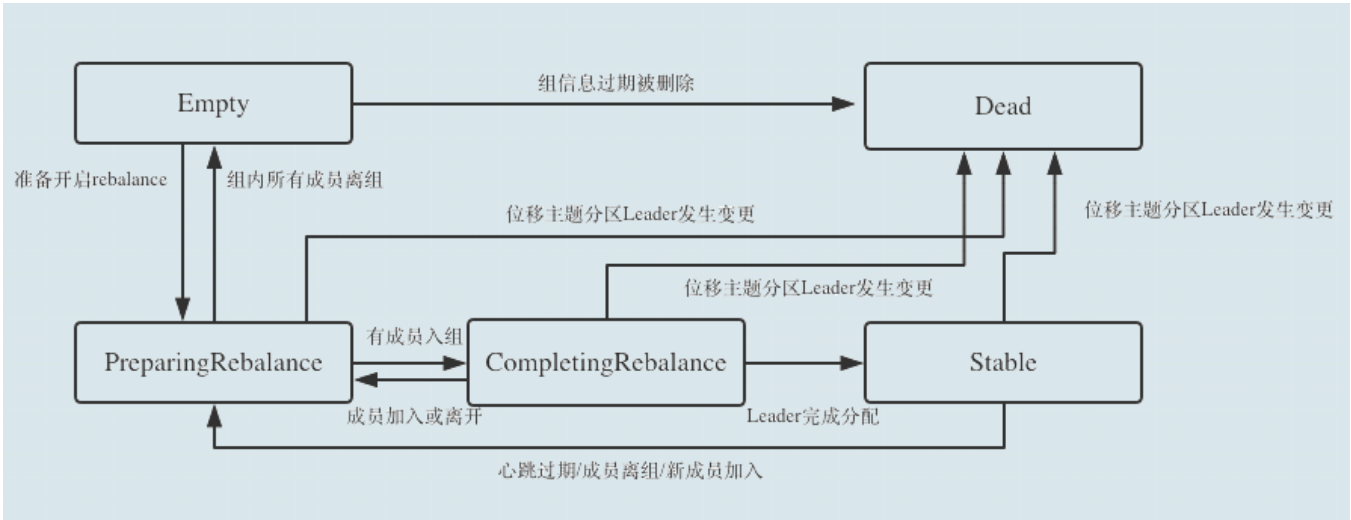 组信息过期被删除
Empty
Dead
准备开启rebalance
组内所有成员离组
位移主题分区Leader发生变更
位移主题分区Leader发生变更
位移主题分区Leader发生变更
有成员入组
PreparingRebalance
CompletingRebalance
Stable
成员加入或离开
Leader完成分配
心跳过期/成员离组/新成员加入